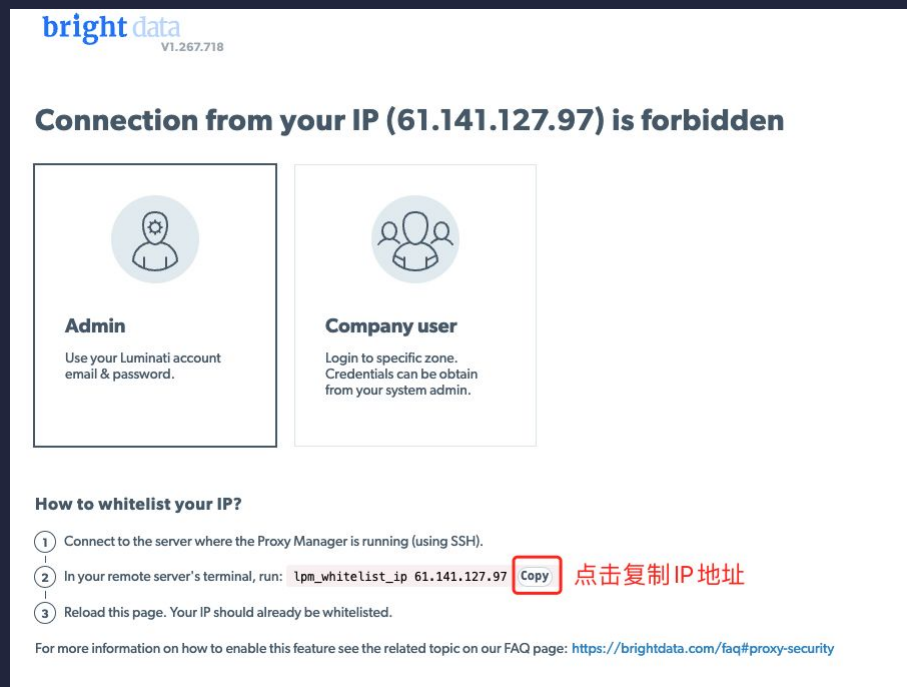 bright data
V1.267.718
Connection from your IP (61.141.127.97) is forbidden
Admin
Use your Luminati account
email & password.
Company user
Login to specific zone.
Credentials can be obtain
from your system admin.
How to whitelist your IP?
1 Connect to the server where the Proxy Manager is running (using SSH).
2 In your remote server's terminal, run: lpm_whitelist_ip 61.141.127.97 Copy 点击复制IP地址
3 Reload this page. Your IP should already be whitelisted.
For more information on how to enable this feature see the related topic on our FAQ page: https://brightdata.com/faq#proxy-security